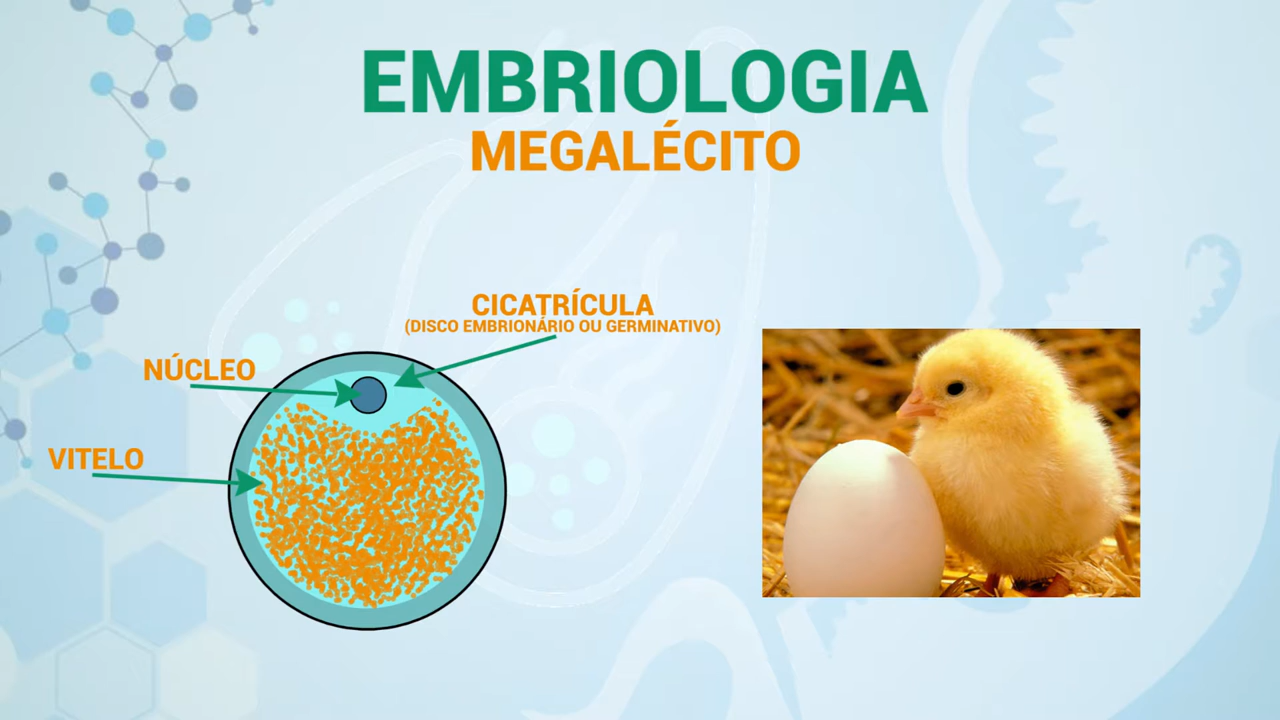 EMBRIOLOGIA
MEGALÉCITO
CICATRÍCULA
(DISCO EMBRIONÁRIO OU GERMINATIVO)
NÚCLEO
VITELO